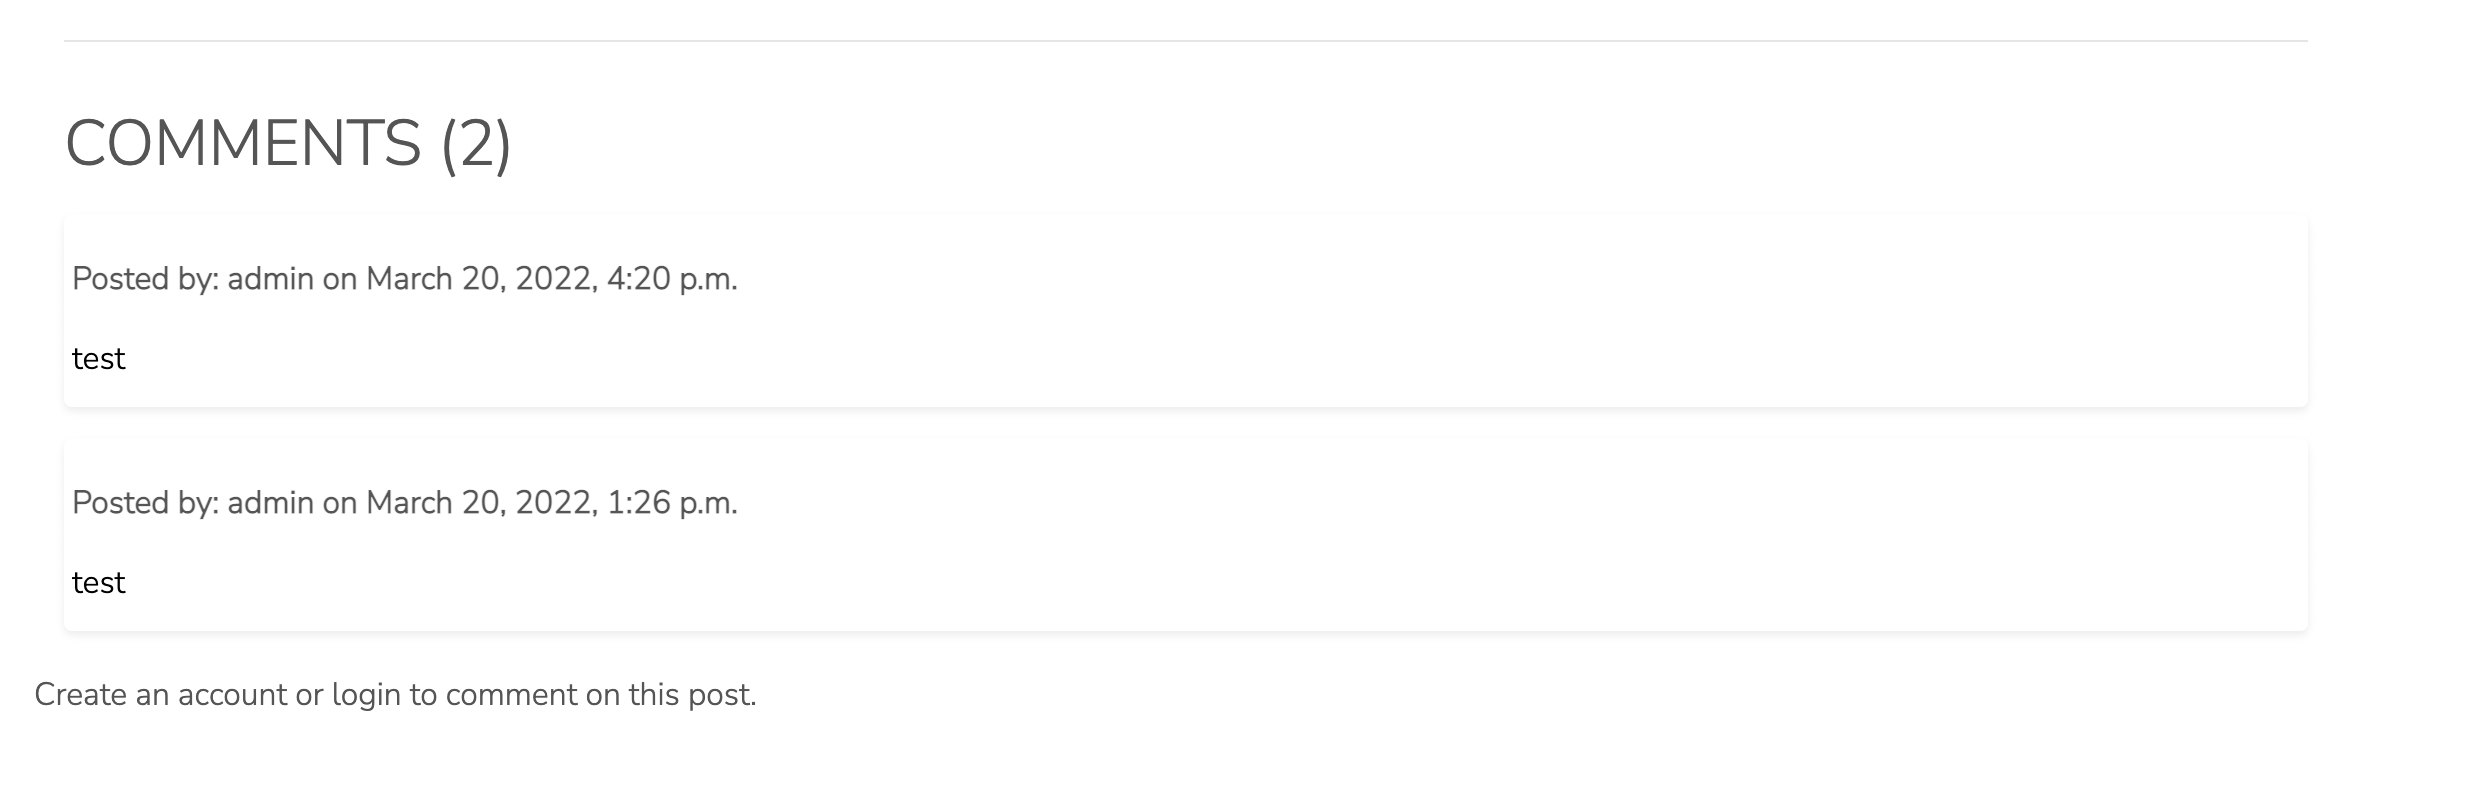 COMMENTS (2)
Posted by: admin on March 20, 2022, 4:20 p.m.
test
Posted by: admin on March 20, 2022, 1:26 p.m.
test
Create an account or login to comment on this post.